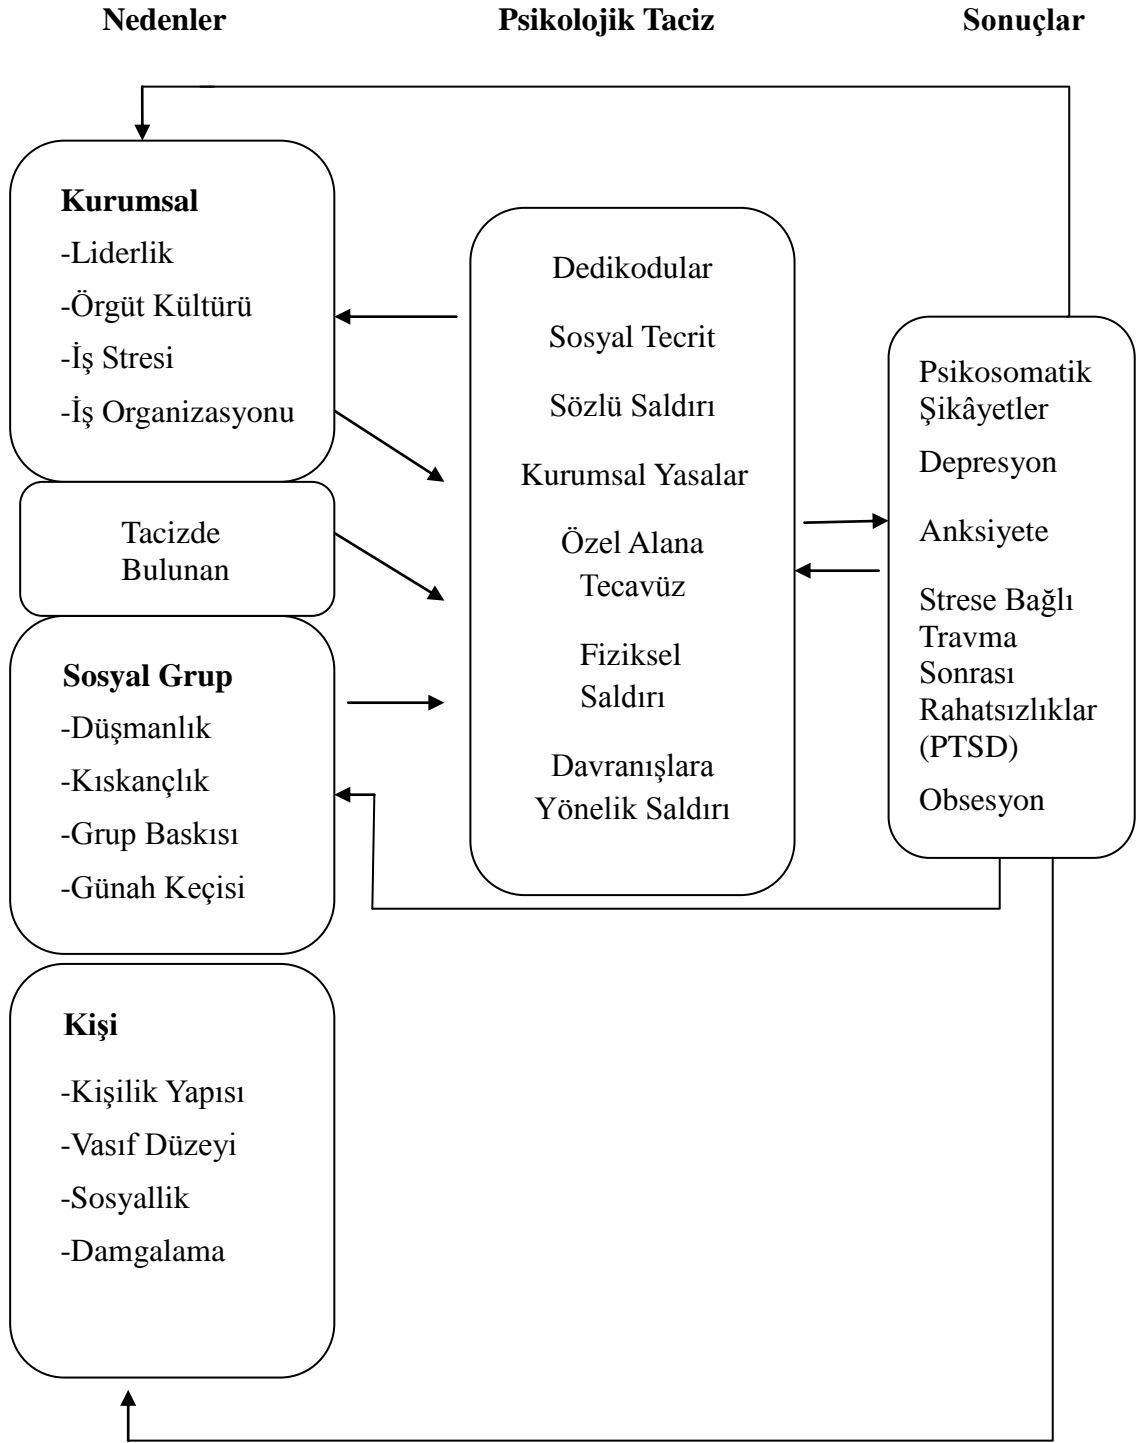 Nedenler
Psikolojik Taciz
Sonuçlar
Kurumsal
-Liderlik
-Örgüt Kültürü
-İş Stresi
-İş Organizasyonu
Tacizde
Bulunan
Sosyal Grup
-Düşmanlık
-Kıskançlık
-Grup Baskısı
-Günah Keçisi
Kişi
-Kişilik Yapısı
-Vasıf Düzeyi
-Sosyallik
-Damgalama
Dedikodular
Sosyal Tecrit
Sözlü Saldırı
Kurumsal Yasalar
Özel Alana
Tecavüz
Fiziksel
Saldırı
Davranışlara
Yönelik Saldırı
Psikosomatik
Şikâyetler
Depresyon
Anksiyete
Strese Bağlı
Travma
Sonrası
Rahatsızlıklar
(PTSD)
Obsesyon